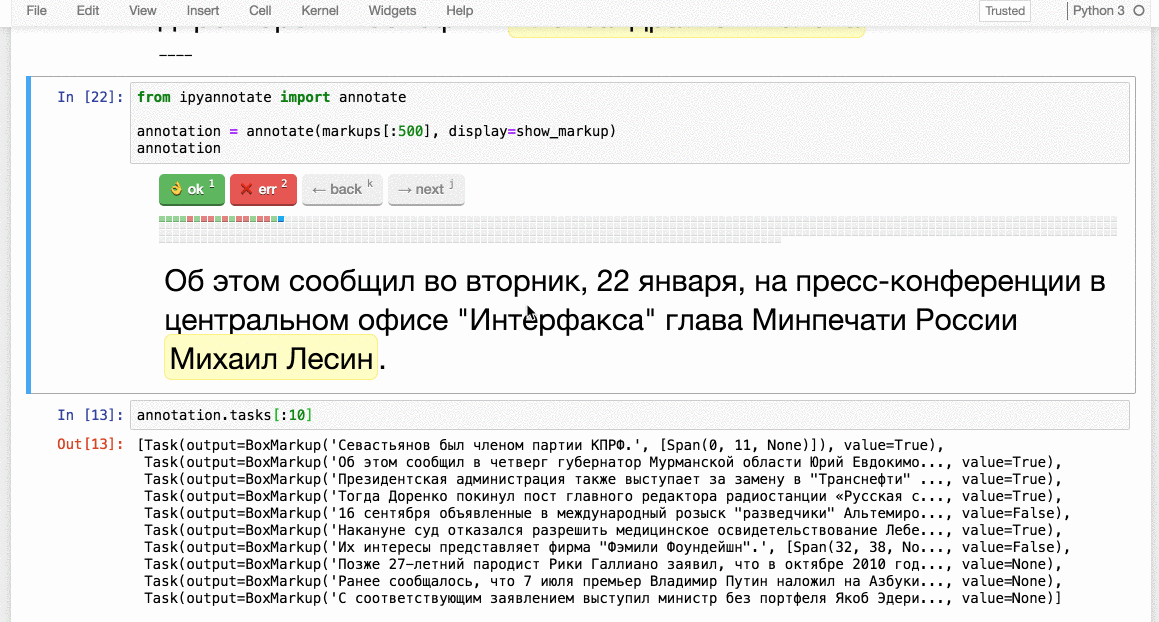 File Edit View Insert Cell Kernel Widgets Help Trusted Python 3
____
In [22]: from ipyannotate import annotate
annotation = annotate(markups[:500], display=show_markup)
annotation
ok 1 err 2 ← back k → next j
Об этом сообщил во вторник, 22 января, на пресс-конференции в
центральном офисе "Интерфакса" глава Минпечати России
Михаил Лесин.
In [13]: annotation.tasks[:10]
Out[13]: [Task(output=BoxMarkup('Севастьянов был членом партии КПРФ.', [Span(0, 11, None)]), value=True),
Task(output=BoxMarkup('Об этом сообщил в четверг губернатор Мурманской области Юрий Евдокимо..., value=True),
Task(output=BoxMarkup('Президентская администрация также выступает за замену в "Транснефти" ..., value=True),
Task(output=BoxMarkup('Тогда Доренко покинул пост главного редактора радиостанции «Русская с..., value=True),
Task(output=BoxMarkup('16 сентября объявленные в международный розыск "разведчики" Альтемиро..., value=False),
Task(output=BoxMarkup('Накануне суд отказался разрешить медицинское освидетельствование Лебе..., value=True),
Task(output=BoxMarkup('Их интересы представляет фирма "Фэмили Фоундейшн".', [Span(32, 38, No..., value=False),
Task(output=BoxMarkup('Позже 27-летний пародист Рики Галлиано заявил, что в октябре 2010 год..., value=None),
Task(output=BoxMarkup('Ранее сообщалось, что 7 июля премьер Владимир Путин наложил на Азбуки..., value=None),
Task(output=BoxMarkup('С соответствующим заявлением выступил министр без портфеля Якоб Эдери..., value=None)]